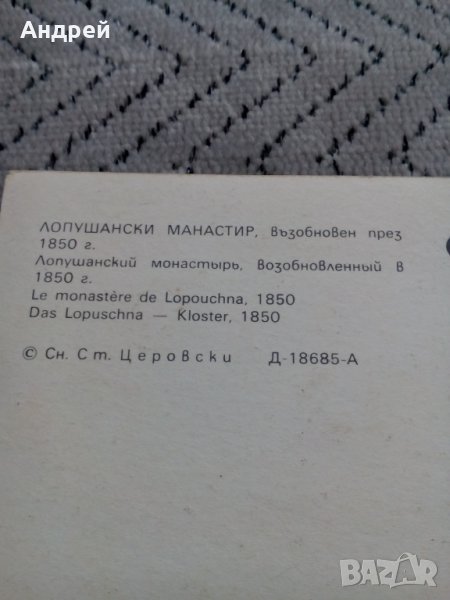 Андрей
ЛОПУШАНСКИ МАНАСТИР, възобновен през
1850 г.
Лопушанский монастырь, возобновленный в
1850 г.
Le monastère de Lopouchna, 1850
Das Lopuschna — Kloster, 1850
© Сн. Ст. Церовски Д-18685-А
BAZAR